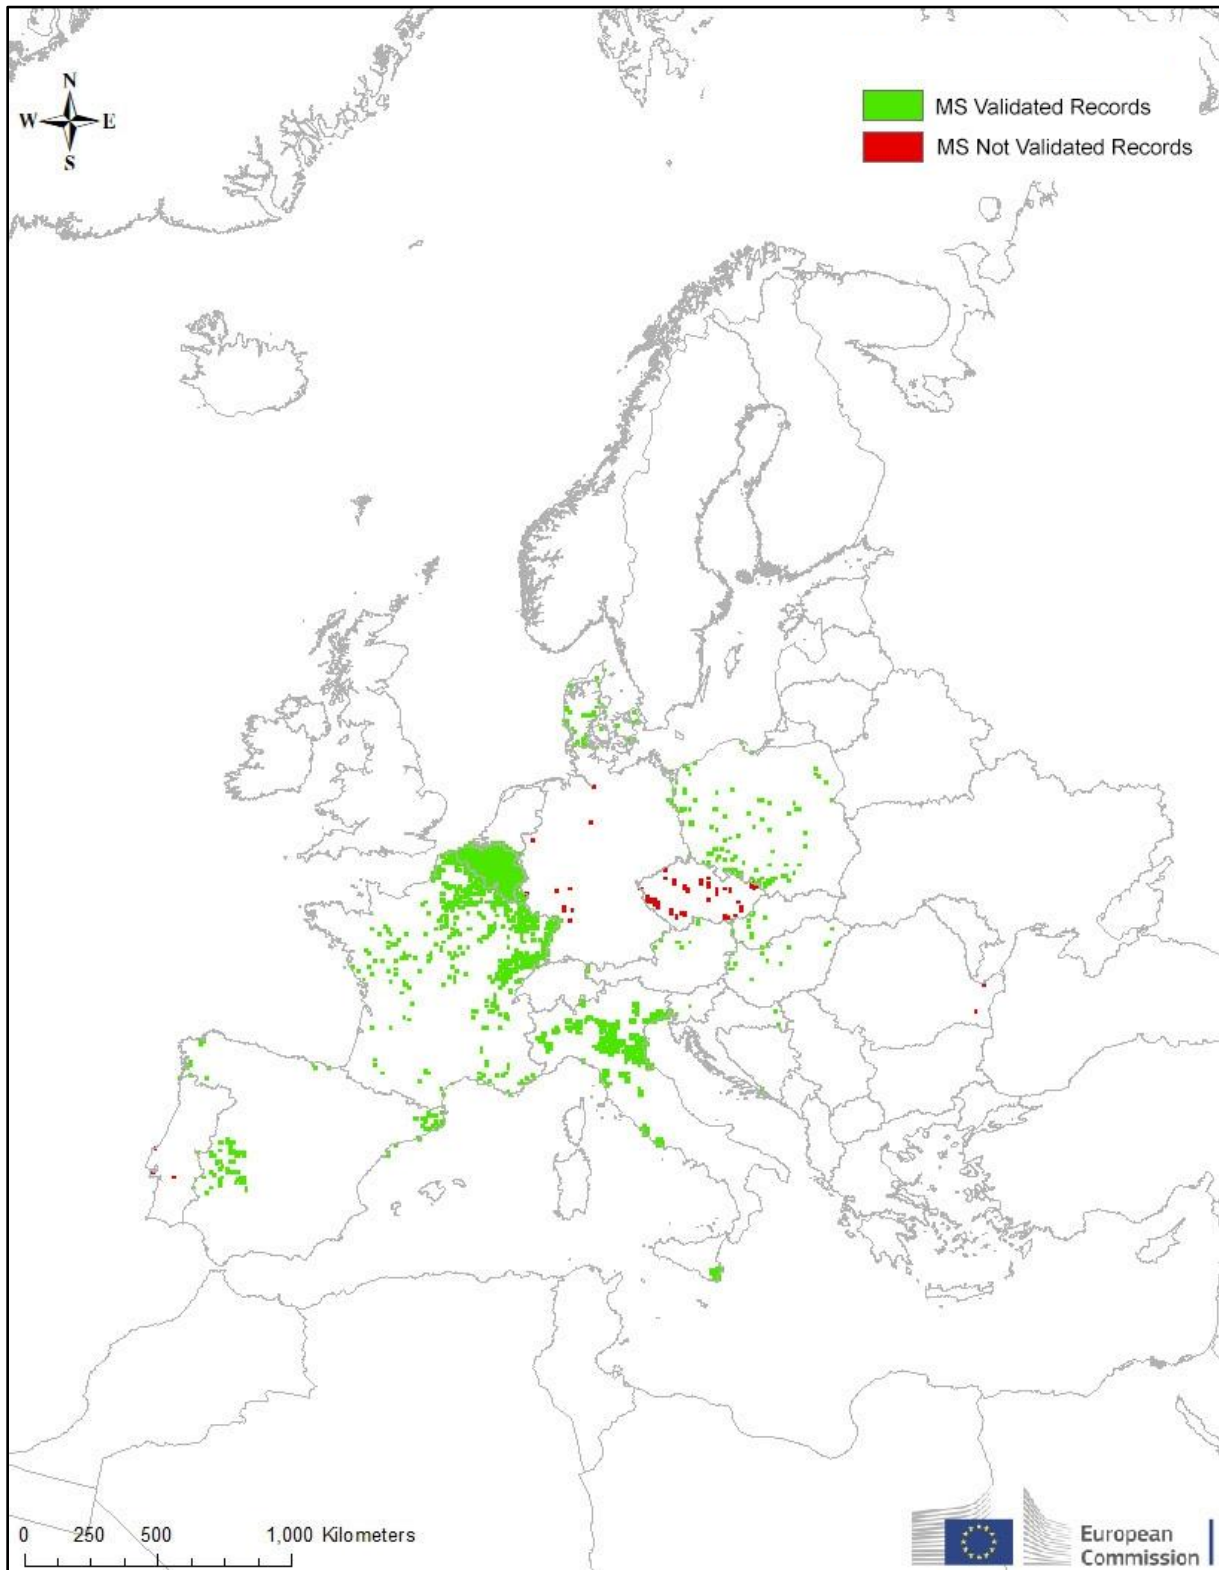 N
W E
S
MS Validated Records
MS Not Validated Records
0 250 500 1,000 Kilometers
European
Commission